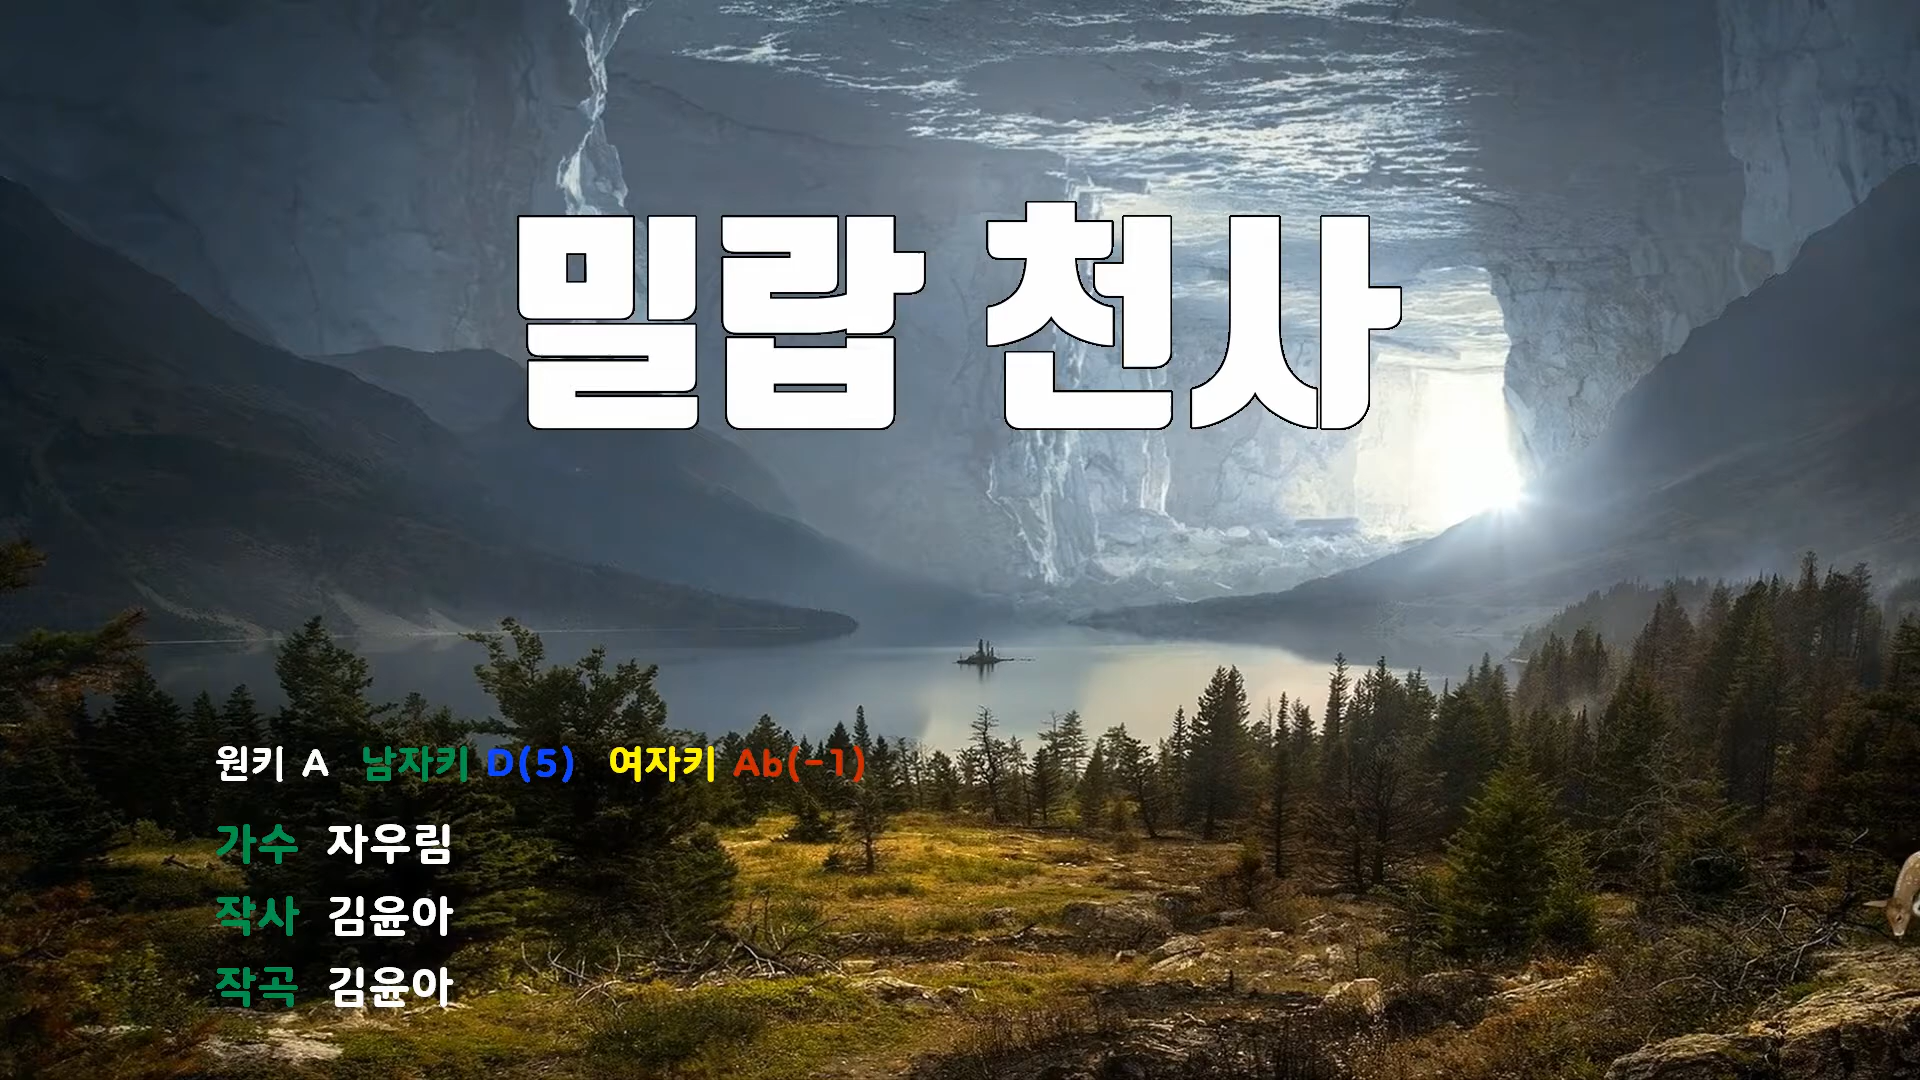 밀랍 천사
원키 A 남자키 D(5) 여자키 Ab(-1)
가수 자우림
작사 김윤아
작곡 김윤아